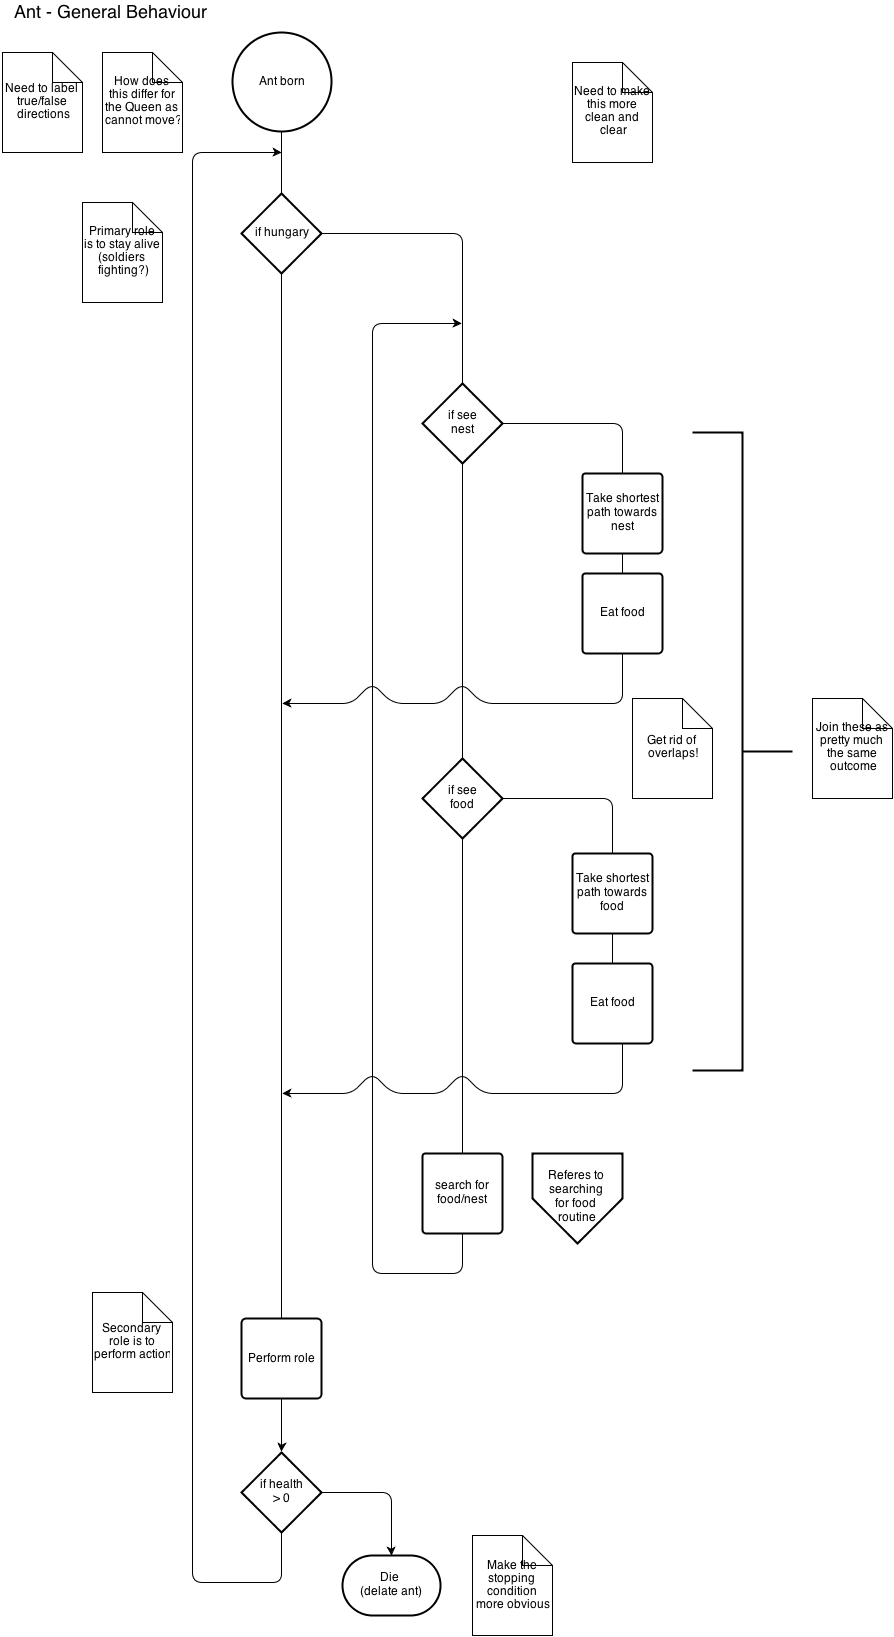 Ant - General Behaviour
Need to label
true/false
directions
How does
this differ for
the Queen as
cannot move?
Ant born
Need to make
this more
clean and
clear
Primary role
is to stay alive
(soldiers
fighting?)
if hungary
if see
nest
Take shortest
path towards
nest
Eat food
Get rid of
overlaps!
Join these as
pretty much
the same
outcome
if see
food
Take shortest
path towards
food
Eat food
search for
food/nest
Referes to
searching
for food
routine
Secondary
role is to
perform action
Perform role
if health
> 0
Die
(delate ant)
Make the
stopping
condition
more obvious